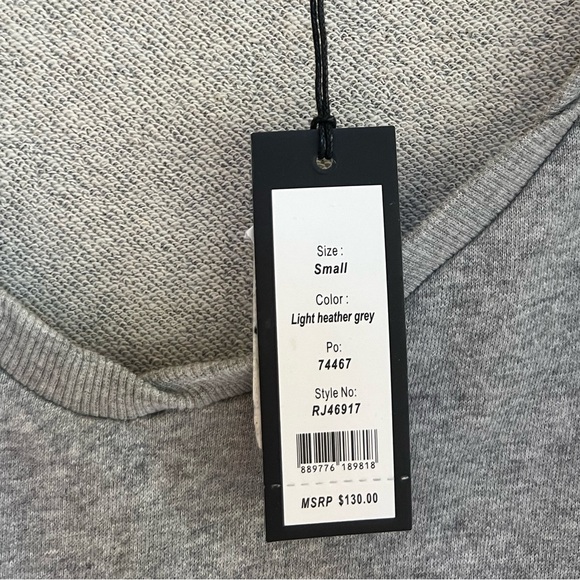 Size :
Small
Color :
Light heather grey
Po:
74467
Style No:
RJ46917
889776 189818
MSRP $130.00